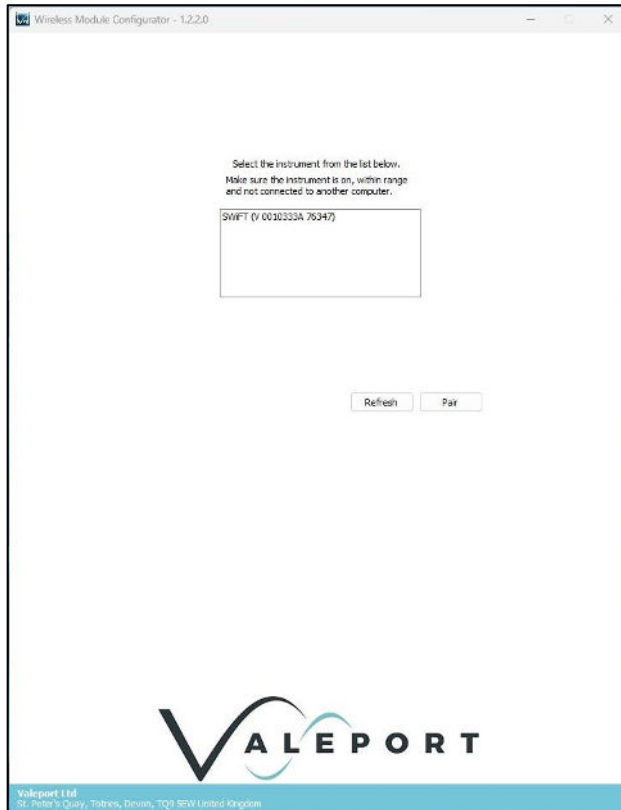 Wireless Module Configurator - 1.2.2.0
Select the instrument from the list below.
Make sure the instrument is on, within range
and not connected to another computer.
SWiFT (V 0010333A 76347)
Refresh Pair
VALEPORT
Valeport Ltd
St. Peter's Quay, Totnes, Devon, TQ9 5EW United Kingdom